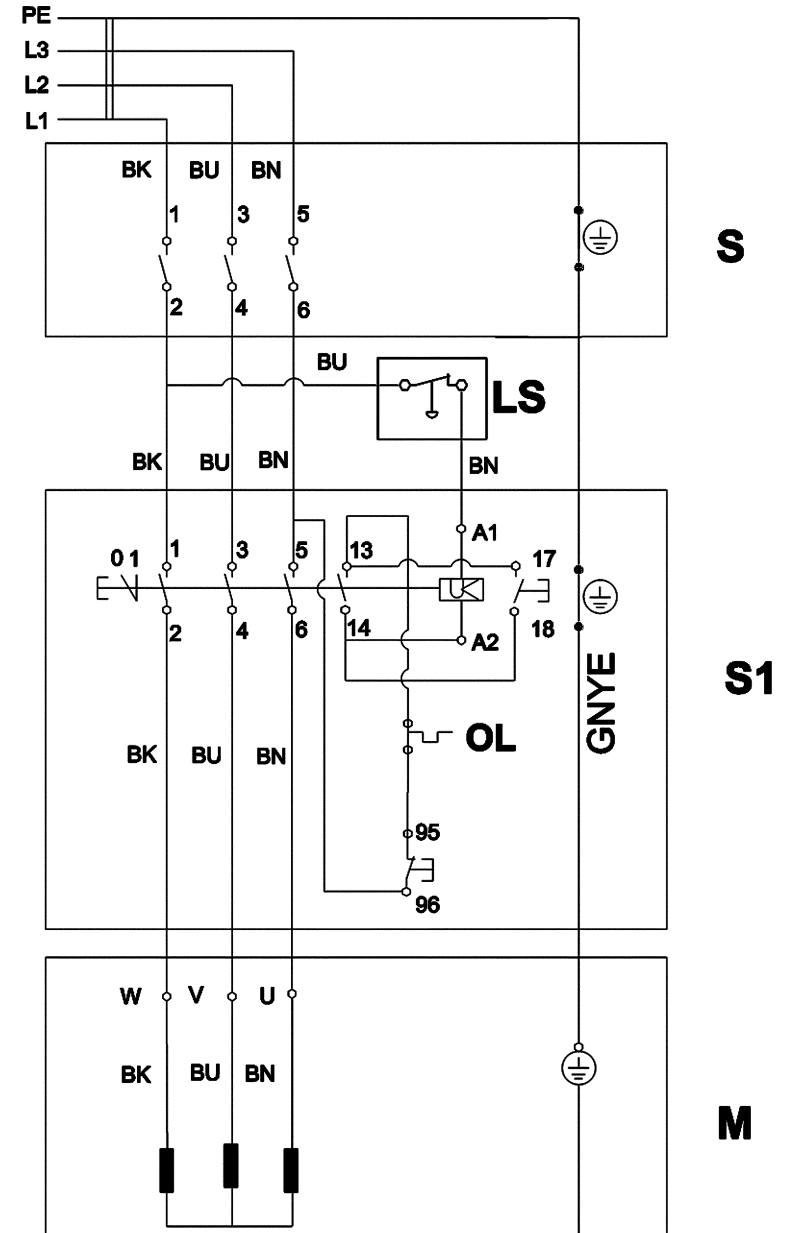 PE
L3
L2
L1
BK BU BN
1 3 5
S
2 4 6
BU
LS
BK BU BN BN
A1
0 1 1 3 5 13 17
2 4 6 14 A2 18
GNYE
S1
OL
BK BU BN
95
96
W V U
BK BU BN
M